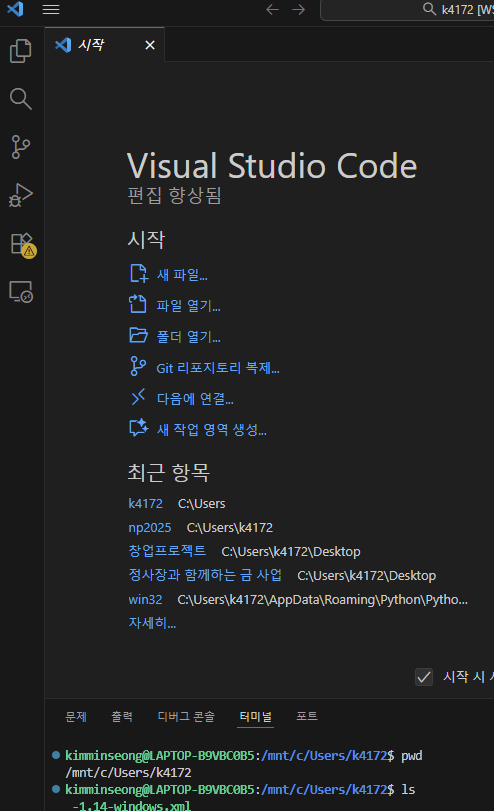 k4172 [WS
시작
Visual Studio Code
편집 향상됨
시작
새 파일...
파일 열기...
폴더 열기...
Git 리포지토리 복제...
다음에 연결...
새 작업 영역 생성...
최근 항목
k4172 C:\Users
np2025 C:\Users\k4172
창업프로젝트 C:\Users\k4172\Desktop
정사장과 함께하는 금 사업 C:\Users\k4172\Desktop
win32 C:\Users\k4172\AppData\Roaming\Python\Pytho...
자세히...
시작 시
문제 출력 디버그 콘솔 터미널 포트
kimminseong@LAPTOP-B9VBC0B5:/mnt/c/Users/k4172$ pwd
/mnt/c/Users/k4172
kimminseong@LAPTOP-B9VBC0B5:/mnt/c/Users/k4172$ ls
-1.14-windows.xml